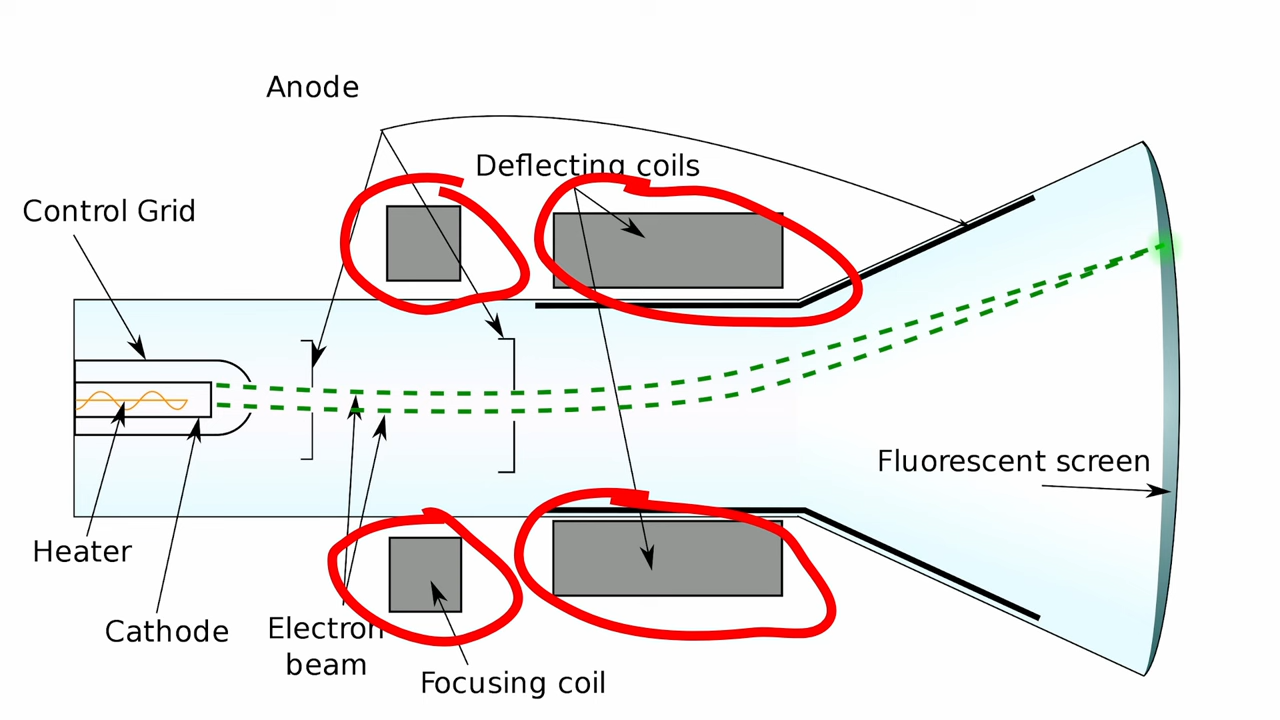 Anode
Deflecting coils
Control Grid
Fluorescent screen
Heater
Cathode
Electron
beam
Focusing coil